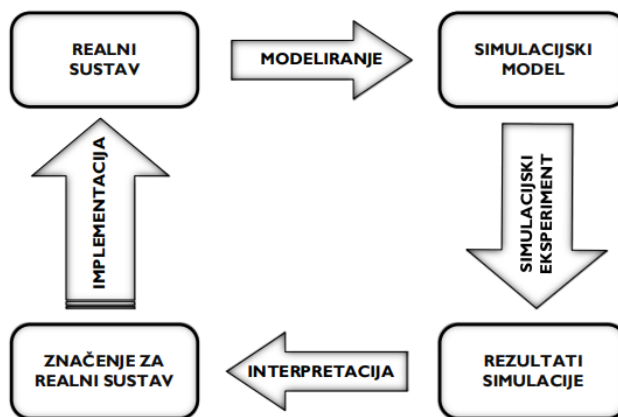 REALNI
SUSTAV
MODELIRANJE
SIMULACIJSKI
MODEL
IMPLEMENTACIJA
SIMULACIJSKI
EKSPERIMENT
ZNAČENJE ZA
REALNI SUSTAV
INTERPRETACIJA
REZULTATI
SIMULACIJE